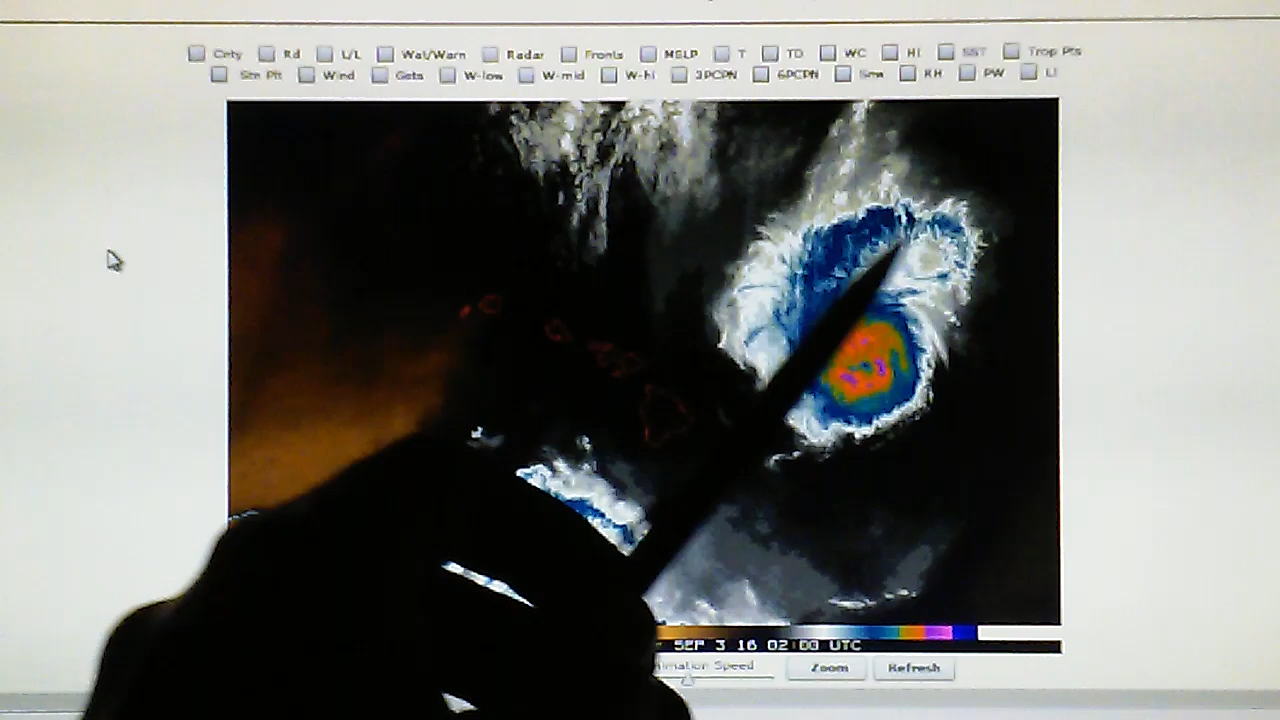 Cnty Rd L/L Wat/Warn Radar Fronts MSLP T TD WC HI SST Trop Pts
Stn Plt Wind Gsts W-low W-mid W-hi 3PCPN 6PCPN Snw RH PW LI
SEP 3 16 02:00 UTC
nimation Speed Zoom Refresh